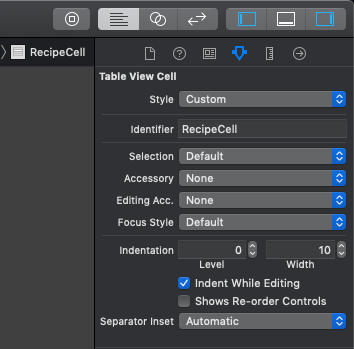 RecipeCell
Table View Cell
Style Custom
Identifier RecipeCell
Selection Default
Accessory None
Editing Acc. None
Focus Style Default
Indentation 0 10
Level Width
Indent While Editing
Shows Re-order Controls
Separator Inset Automatic